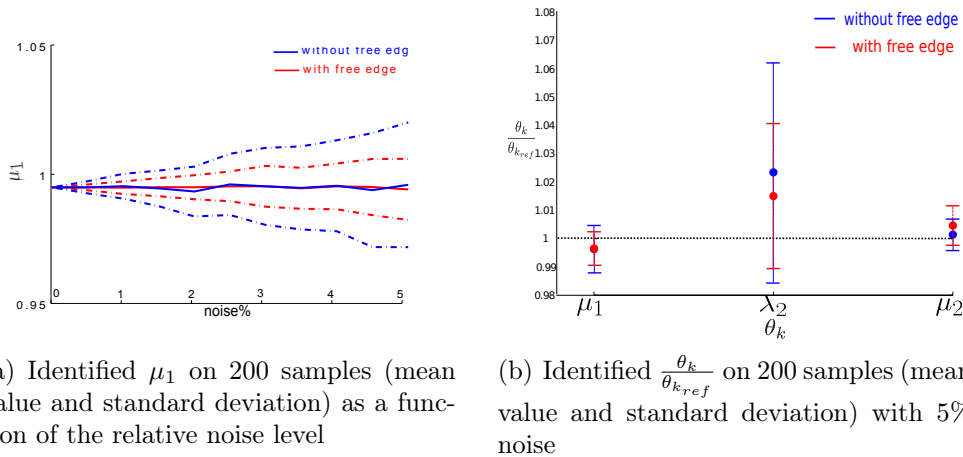 1.05
without free edg
with free edge
μ₁
1
0.95
0 1 2 3 4 5
noise%
1.08
1.07
1.06
1.05
1.04
1.03
1.02
1.01
1
0.99
0.98
without free edge
with free edge
θₖ/θₖᵣₑf
μ₁ λ₂ μ₂
θₖ
) Identified μ₁ on 200 samples (mean
alue and standard deviation) as a func-
ion of the relative noise level
(b) Identified θₖ/θₖᵣₑf on 200 samples (mean
value and standard deviation) with 5%
noise